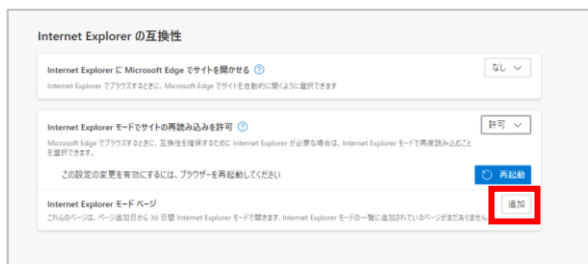 Internet Explorer の互換性
Internet Explorer に Microsoft Edge でサイトを開かせる ?
なし
Internet Explorer でブラウズするときに、Microsoft Edge でサイトを自動的に開くように選択できます
Internet Explorer モードでサイトの再読み込みを許可 ?
許可
Microsoft Edge でブラウズするときに、互換性を確保するために Internet Explorer が必要な場合は、Internet Explorer モードで再度読み込むこと
を選択できます。
この設定の変更を有効にするには、ブラウザーを再起動してください
再起動
Internet Explorer モード ページ
追加
これらのページは、ページ追加日から 30 日間 Internet Explorer モードで開きます。Internet Explorer モードの一覧に追加されているページがまだありません。